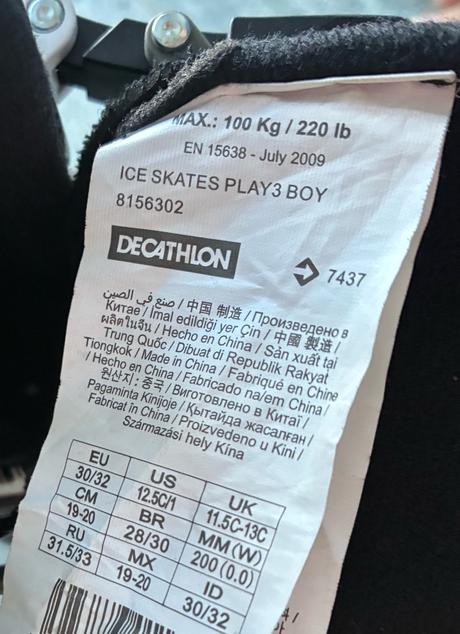 MAX.: 100 Kg / 220 lb
EN 15638 - July 2009
ICE SKATES PLAY3 BOY
8156302
DECATHLON
7437
صنع في الصين / 中国 制造 / Произведено в
Китае / İmal edildiği yer Çin / 中國 製造 /
ผลิตในจีน / Hecho en China / Sản xuất tại
Trung Quốc / Dibuat di Republik Rakyat
Tiongkok / Made in China / Fabriqué en Chine
/ Hecho en China / Fabricado na/em China /
원산지: 중국 / Виготовлено в Китаї /
Pagaminta Kinijoje / Қытайда жасалған /
Fabricat în China / Proizvedeno u Kini /
Származási hely Kína
EU US UK
30/32 12.5C/1 11.5C-13C
CM BR MM(W)
19-20 28/30 200(0.0)
RU MX ID
31.5/33 19-20 30/32